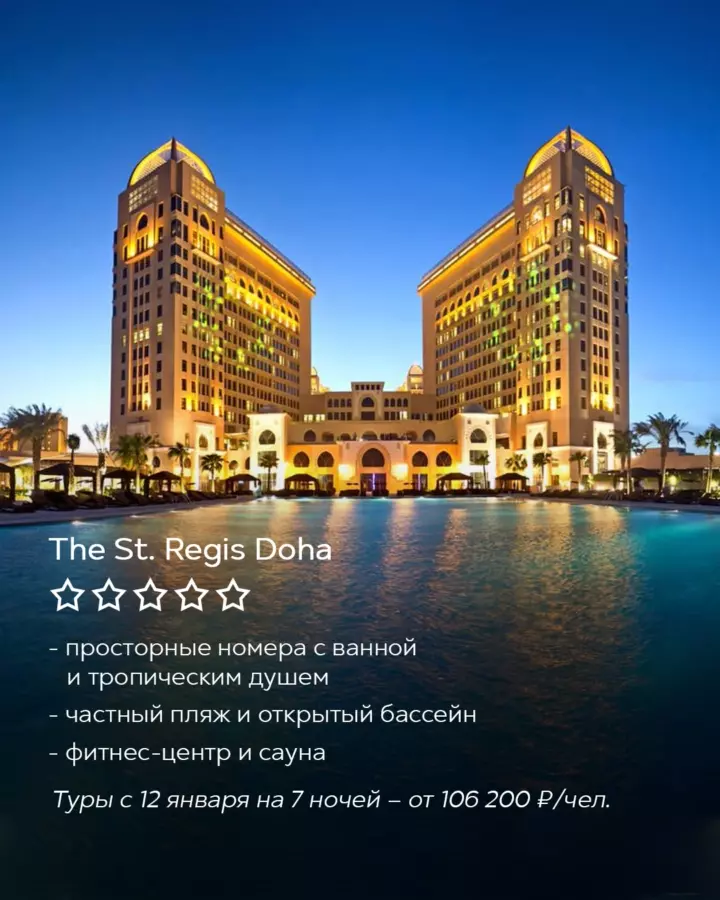 The St. Regis Doha
- просторные номера с ванной
и тропическим душем
- частный пляж и открытый бассейн
- фитнес-центр и сауна
Туры с 12 января на 7 ночей – от 106 200 ₽/чел.